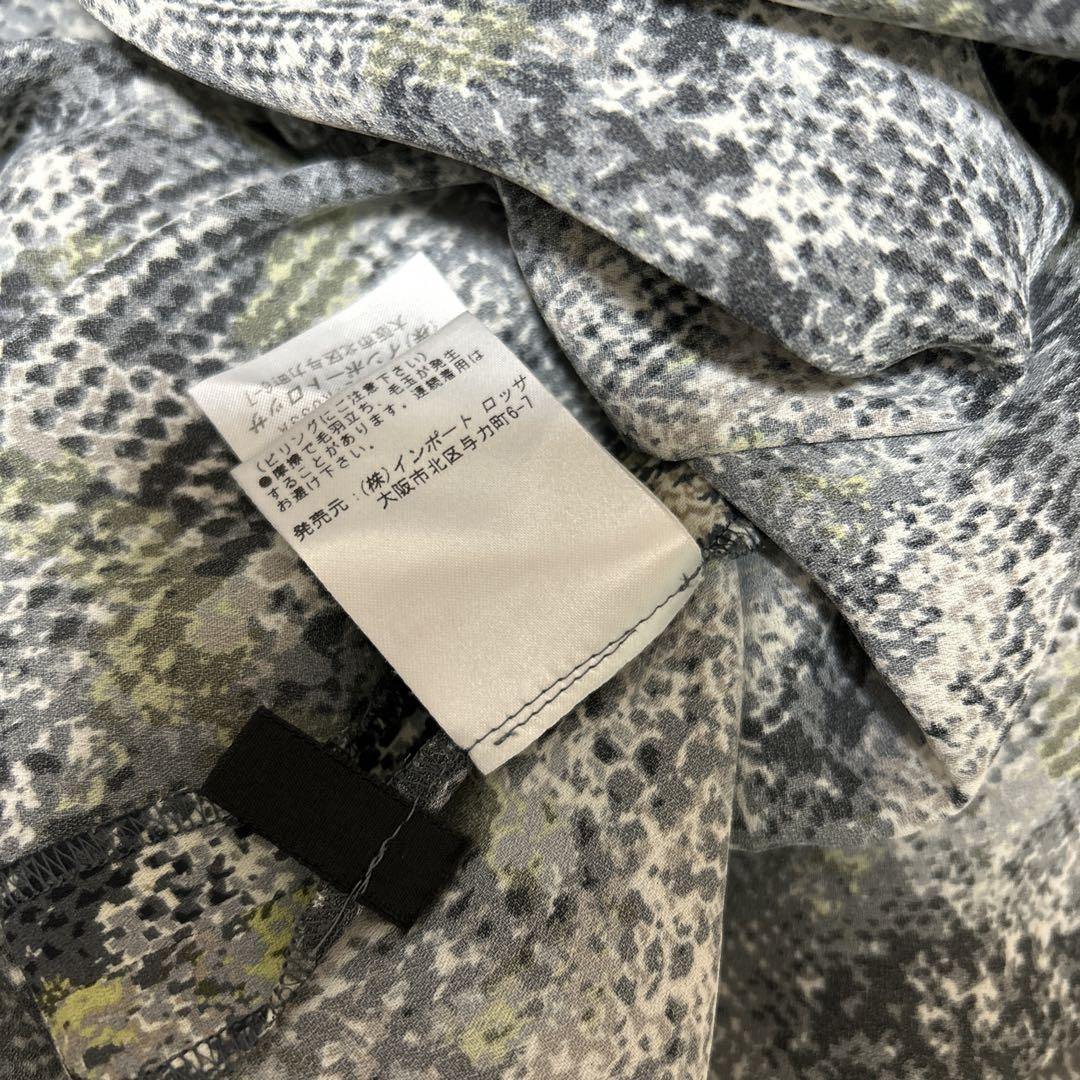 (ピリングにご注意下さい)
●摩擦で毛羽立ち、毛玉が発生
することがあります。連続着用は
お避け下さい。
発売元:(株)インポート ロッサ
大阪市北区与力町6-7